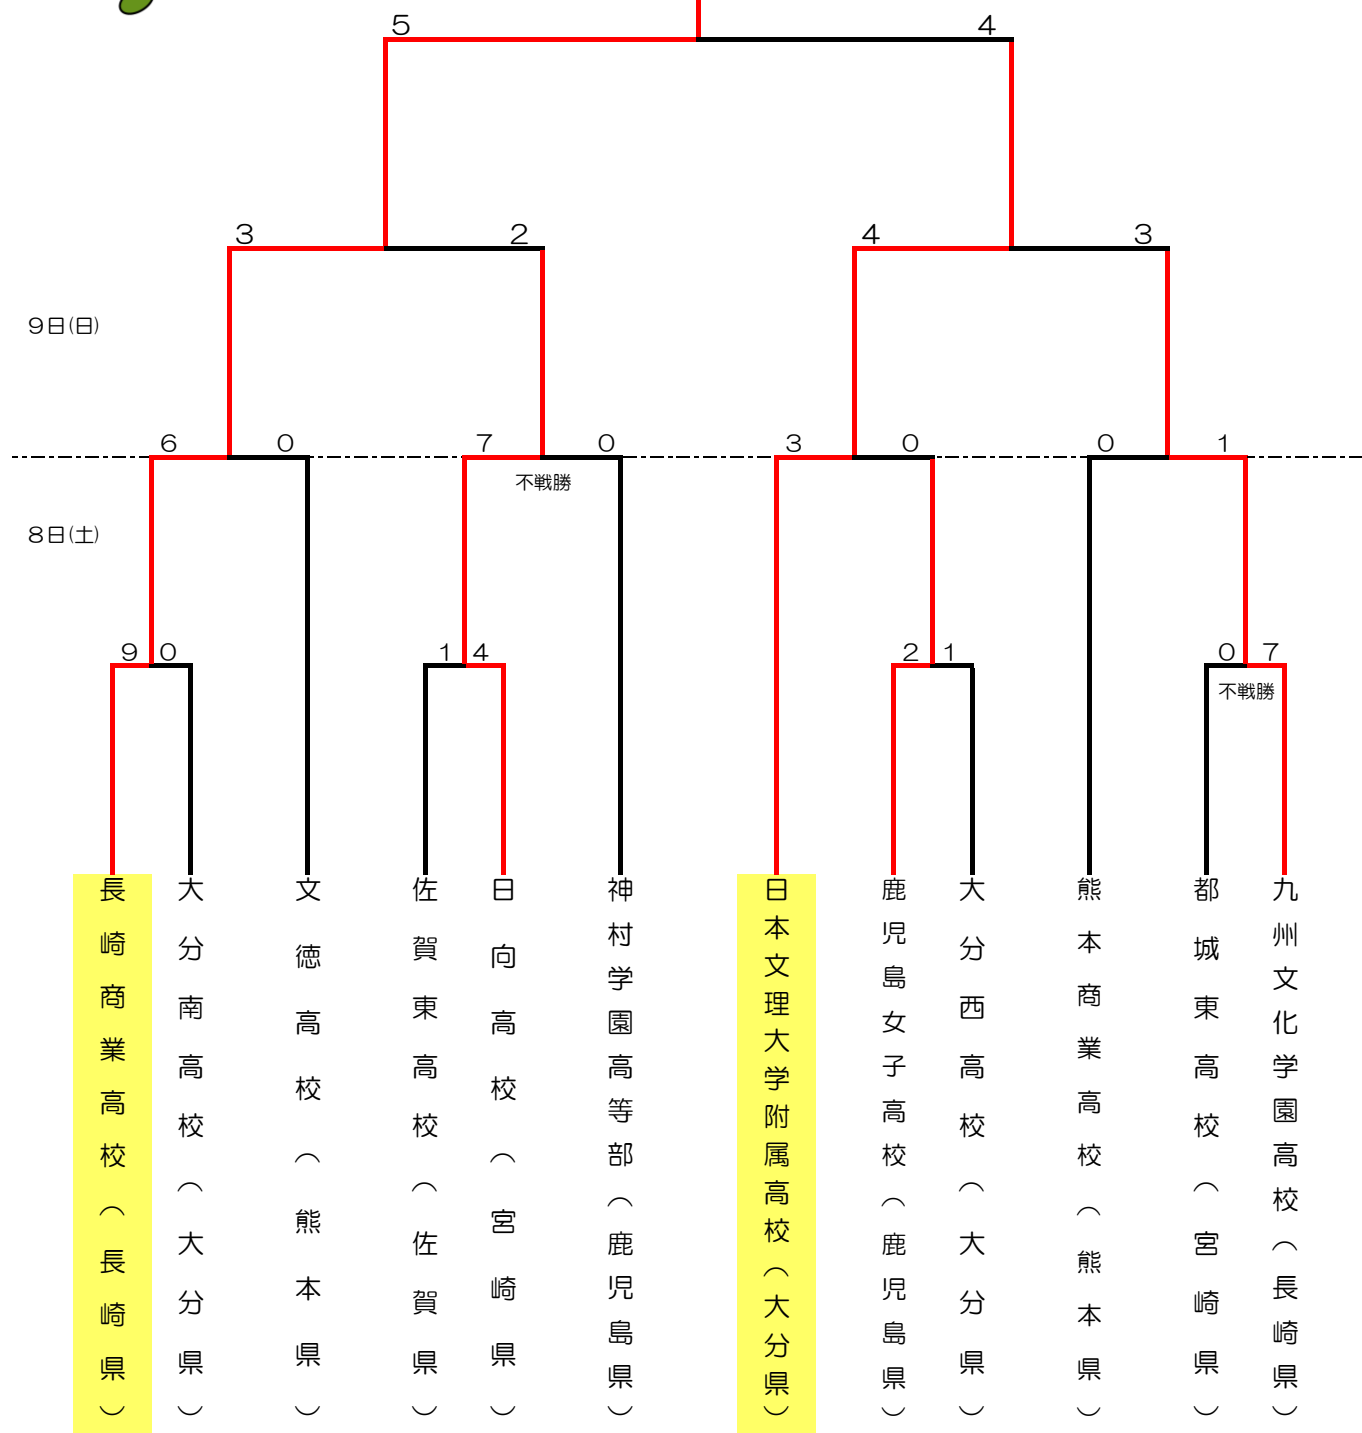 ５ ４
３ ２ ４ ３
９日(日)
６ ０ ７ ０ ３ ０ ０ １
不戦勝
８日(土)
９ ０ １ ４ ２ １ ０ ７
不戦勝
長崎商業高校（長崎県）
大分南高校（大分県）
文徳高校（熊本県）
佐賀東高校（佐賀県）
日向高校（宮崎県）
神村学園高等部（鹿児島県）
日本文理大学附属高校（大分県）
鹿児島女子高校（鹿児島県）
大分西高校（大分県）
熊本商業高校（熊本県）
都城東高校（宮崎県）
九州文化学園高校（長崎県）